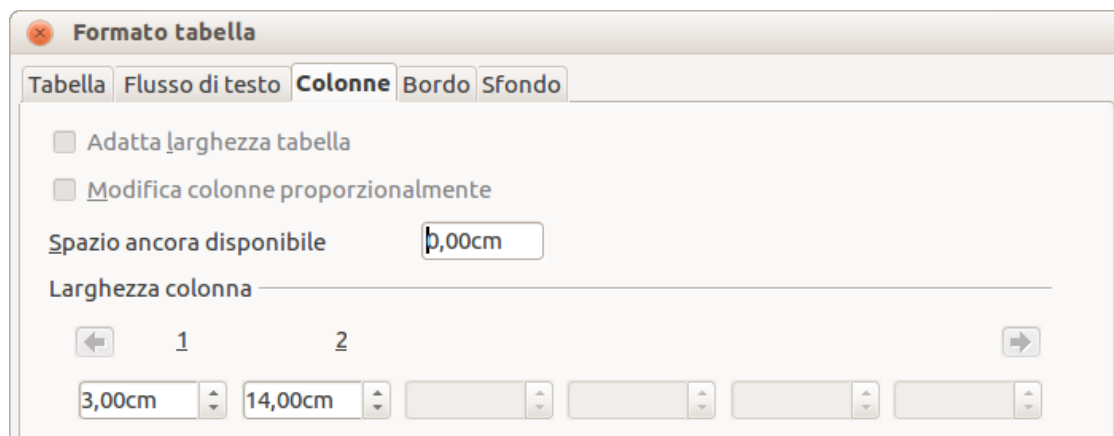 Formato tabella
Tabella Flusso di testo Colonne Bordo Sfondo
Adatta larghezza tabella
Modifica colonne proporzionalmente
Spazio ancora disponibile 0,00cm
Larghezza colonna
1 2
3,00cm 14,00cm